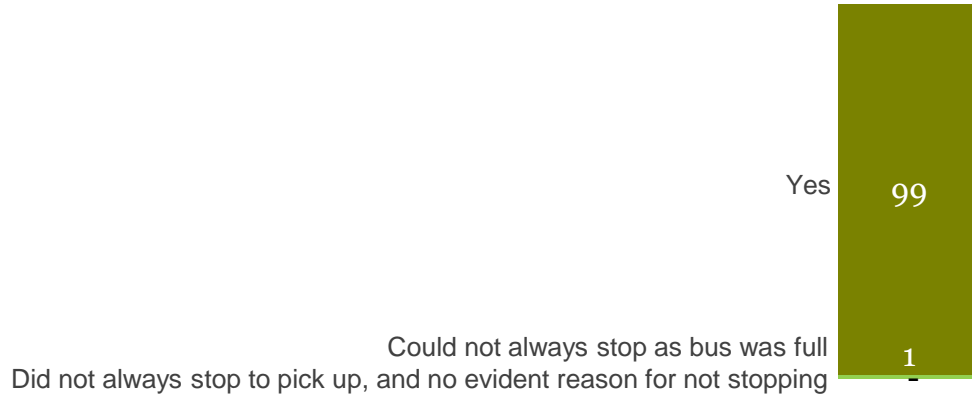 Yes 99
Could not always stop as bus was full 1
Did not always stop to pick up, and no evident reason for not stopping -